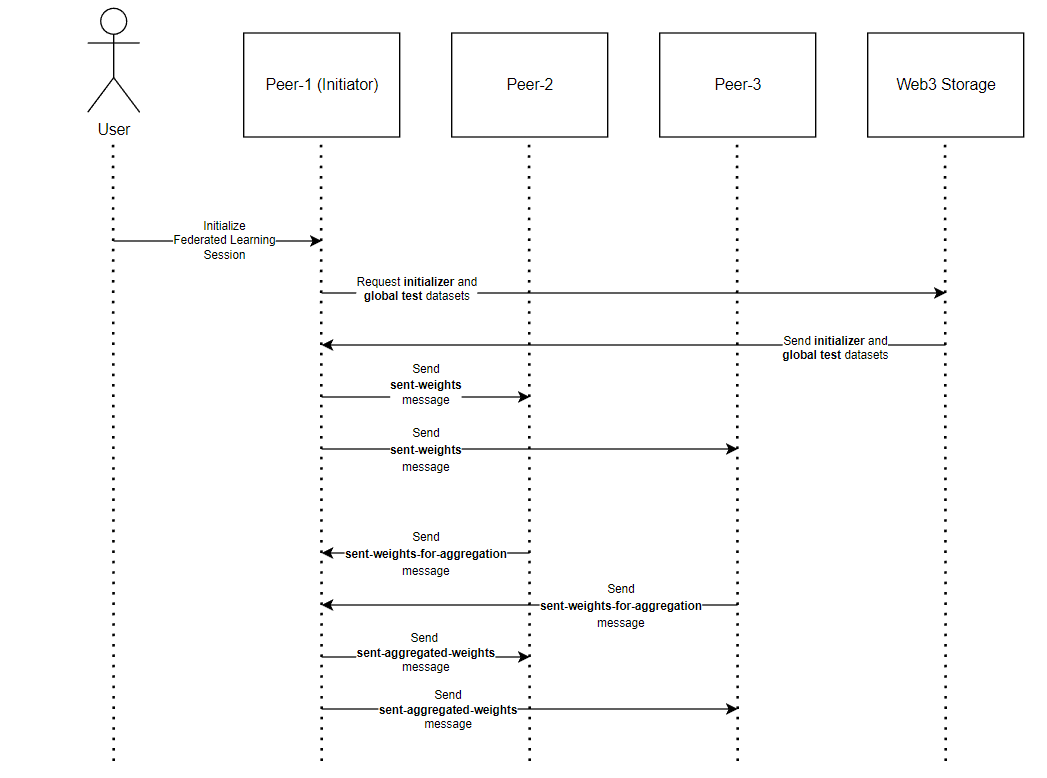 User
Peer-1 (Initiator)
Peer-2
Peer-3
Web3 Storage
Initialize
Federated Learning
Session
Request initializer and
global test datasets
Send initializer and
global test datasets
Send
sent-weights
message
Send
sent-weights
message
Send
sent-weights-for-aggregation
message
Send
sent-weights-for-aggregation
message
Send
sent-aggregated-weights
message
Send
sent-aggregated-weights
message